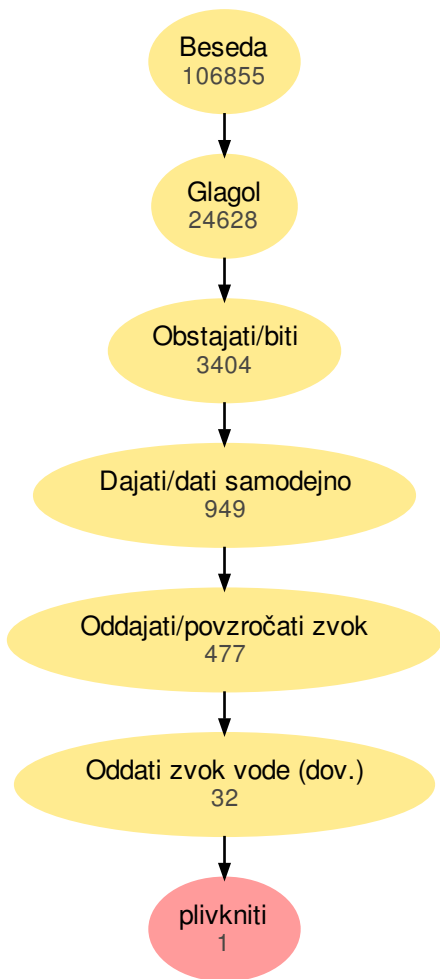 Beseda
106855
Glagol
24628
Obstajati/biti
3404
Dajati/dati samodejno
949
Oddajati/povzročati zvok
477
Oddati zvok vode (dov.)
32
plivkniti
1